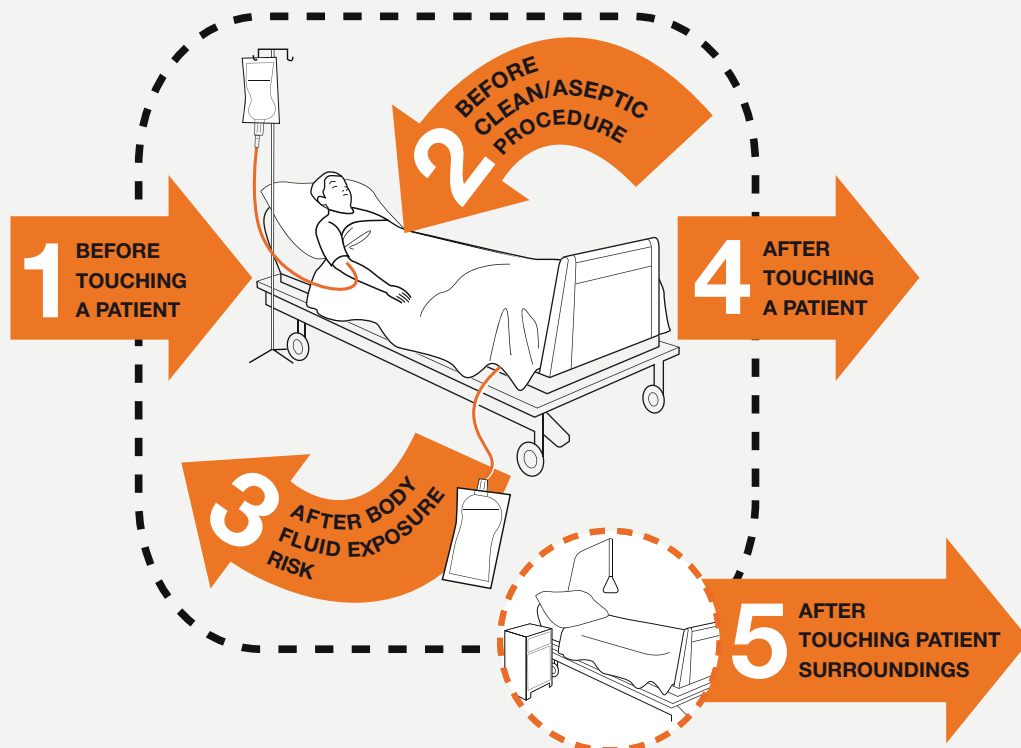 1
BEFORE
TOUCHING
A PATIENT
2
BEFORE
CLEAN/ASEPTIC
PROCEDURE
3
AFTER BODY
FLUID EXPOSURE
RISK
4
AFTER
TOUCHING
A PATIENT
5
AFTER
TOUCHING PATIENT
SURROUNDINGS